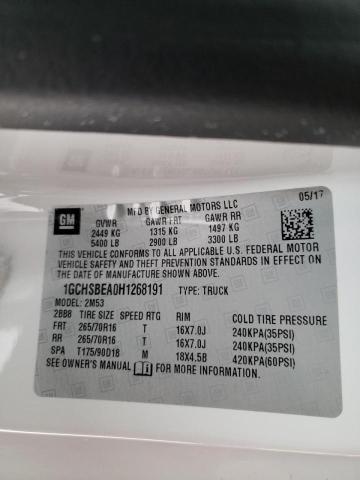 MFD BY GENERAL MOTORS LLC 05/17
GM GVWR GAWR FRT GAWR RR
2449 KG 1315 KG 1497 KG
5400 LB 2900 LB 3300 LB
THIS VEHICLE CONFORMS TO ALL APPLICABLE U.S. FEDERAL MOTOR
VEHICLE SAFETY AND THEFT PREVENTION STANDARDS IN EFFECT ON
THE DATE OF MANUFACTURE SHOWN ABOVE.
1GCHSBEA0H1268191 TYPE: TRUCK
MODEL: 2M53
2BB8 TIRE SIZE SPEED RTG RIM COLD TIRE PRESSURE
FRT 265/70R16 T 16X7.0J 240KPA(35PSI)
RR 265/70R16 T 16X7.0J 240KPA(35PSI)
SPA T175/90D18 M 18X4.5B 420KPA(60PSI)
SEE OWNER'S MANUAL FOR MORE INFORMATION